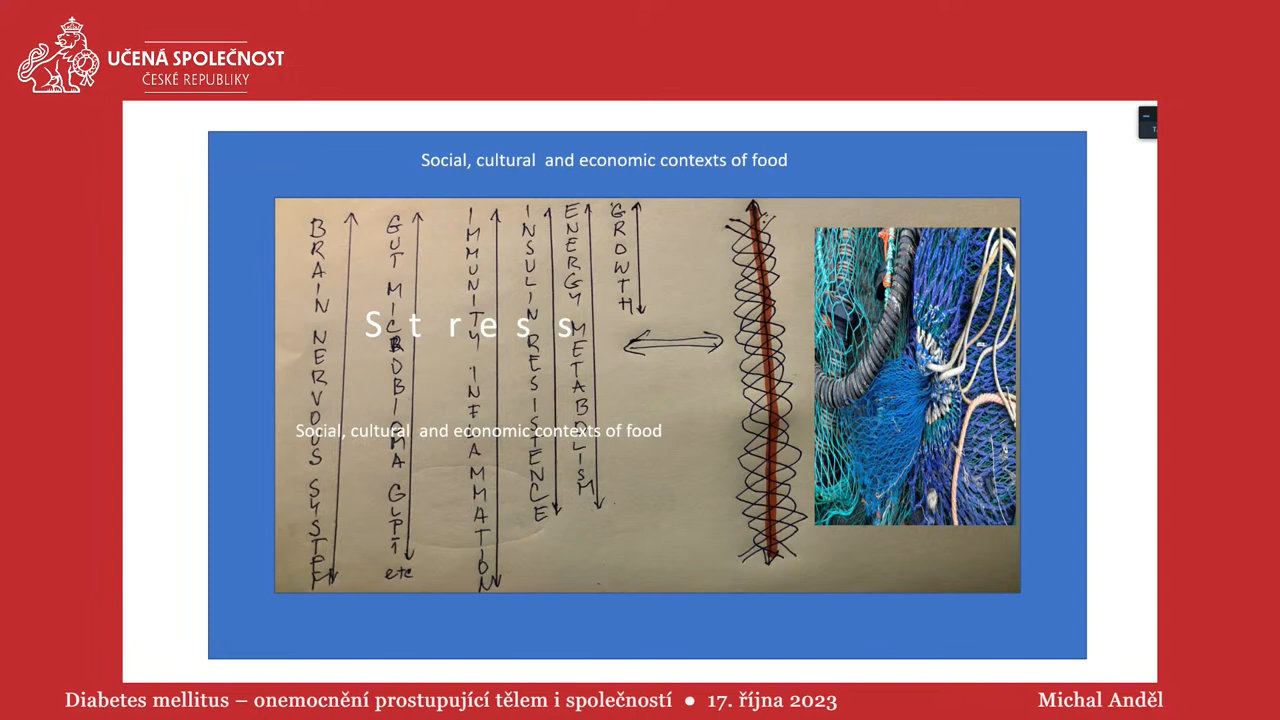 UČENÁ SPOLEČNOST
ČESKÉ REPUBLIKY
Social, cultural and economic contexts of food
BRAIN NERVOS SYSTEM
GUT MICROBIOMA GLP1
etc
IMMUNITY INFLAMMATION
INSULIN RESISTENCE
ENERGY METABOLISM
GROWTH
Stress
Social, cultural and economic contexts of food
Diabetes mellitus – onemocnění prostupující tělem i společností ● 17. října 2023
Michal Anděl